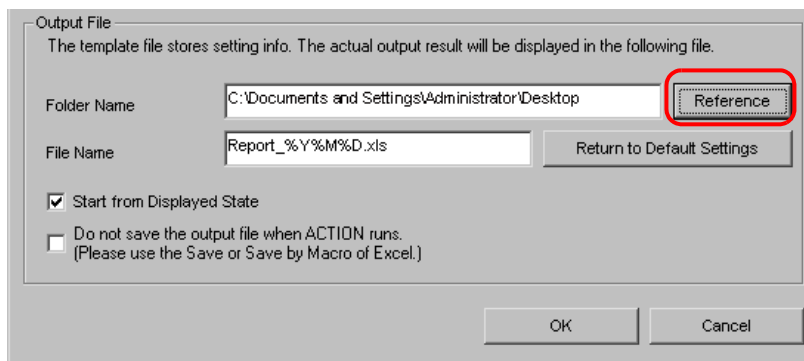 Output File
The template file stores setting info. The actual output result will be displayed in the following file.
Folder Name C:\Documents and Settings\Administrator\Desktop Reference
File Name Report_%Y%M%D.xls Return to Default Settings
Start from Displayed State
Do not save the output file when ACTION runs.
(Please use the Save or Save by Macro of Excel.)
OK Cancel